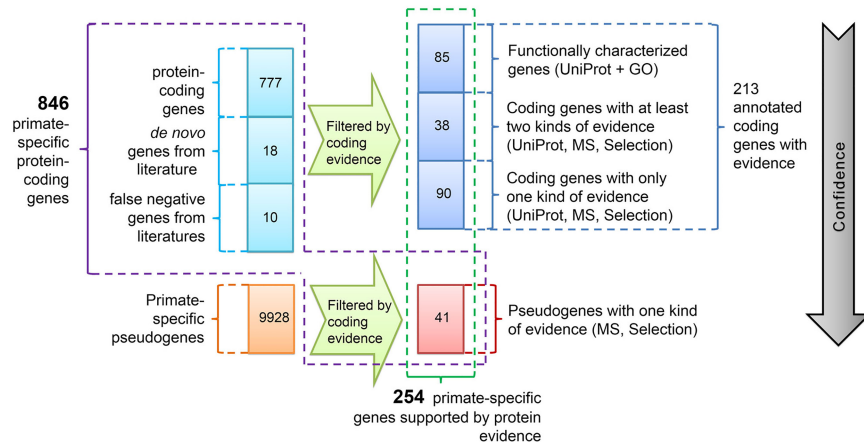 846
primate-
specific
protein-
coding
genes
protein-
coding
genes
777
de novo
genes from
literature
18
false negative
genes from
literatures
10
Filtered by
coding
evidence
85
Functionally characterized
genes (UniProt + GO)
38
Coding genes with at least
two kinds of evidence
(UniProt, MS, Selection)
90
Coding genes with only
one kind of evidence
(UniProt, MS, Selection)
213
annotated
coding
genes with
evidence
Confidence
Primate-
specific
pseudogenes
9928
Filtered by
coding
evidence
41
Pseudogenes with one kind
of evidence (MS, Selection)
254 primate-specific
genes supported by protein
evidence